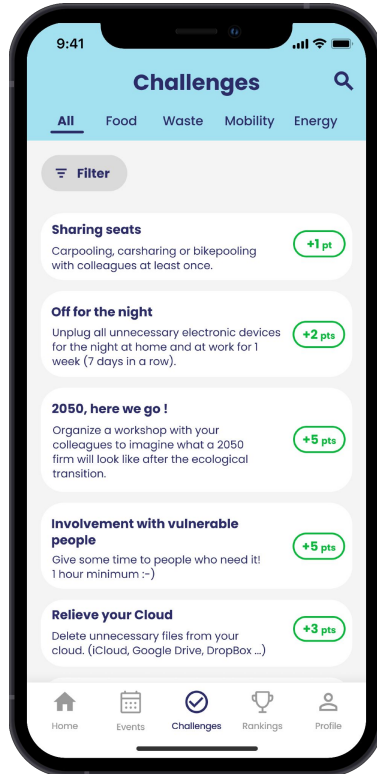 9:41
Challenges
All Food Waste Mobility Energy
Filter
Sharing seats
Carpooling, carsharing or bikepooling
with colleagues at least once.
+1 pt
Off for the night
Unplug all unnecessary electronic devices
for the night at home and at work for 1
week (7 days in a row).
+2 pts
2050, here we go !
Organize a workshop with your
colleagues to imagine what a 2050
firm will look like after the ecological
transition.
+5 pts
Involvement with vulnerable
people
Give some time to people who need it!
1 hour minimum :-)
+5 pts
Relieve your Cloud
Delete unnecessary files from your
cloud. (iCloud, Google Drive, DropBox ...)
+3 pts
Home Events Challenges Rankings Profile